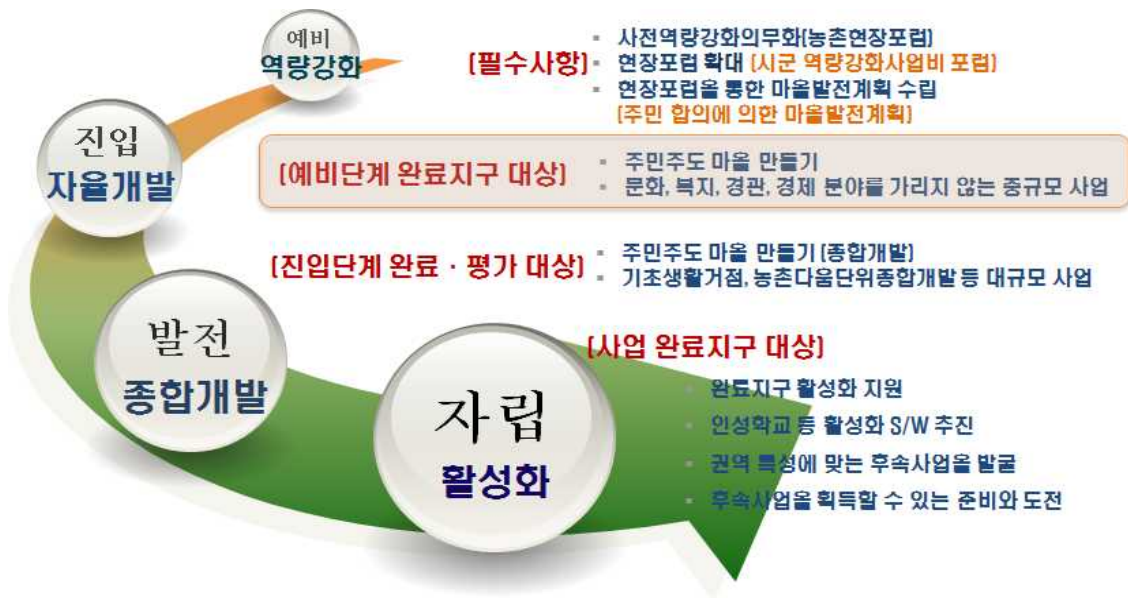 예비
역량강화
[필수사항]
사전역량강화의무화(농촌현장포럼)
현장포럼 확대 [시군 역량강화사업비 포럼]
현장포럼을 통한 마을발전계획 수립
[주민 합의에 의한 마을발전계획]
진입
자율개발
[예비단계 완료지구 대상]
주민주도 마을 만들기
문화, 복지, 경관, 경제 분야를 가리지 않는 중규모 사업
[진입단계 완료 · 평가 대상]
주민주도 마을 만들기 [종합개발]
기초생활거점, 농촌다움단위종합개발 등 대규모 사업
발전
종합개발
[사업 완료지구 대상]
자립
활성화
완료지구 활성화 지원
인성학교 등 활성화 S/W 추진
권역 특성에 맞는 후속사업을 발굴
후속사업을 획득할 수 있는 준비와 도전